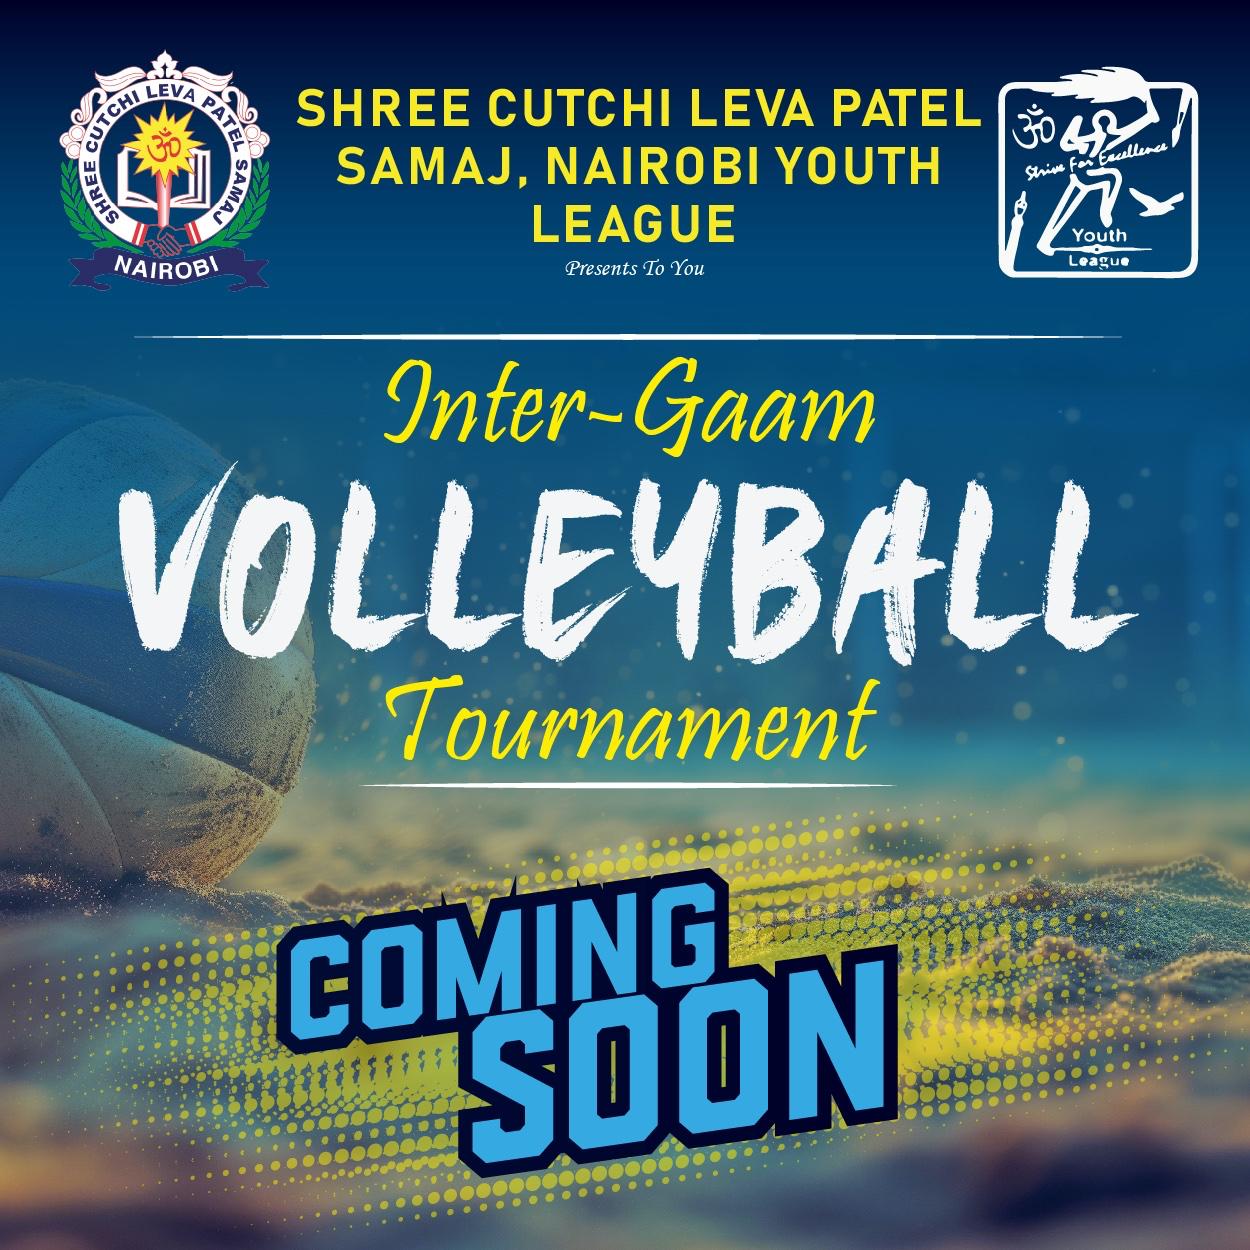 SHREE CUTCHI LEVA PATEL SAMAJ
NAIROBI
SHREE CUTCHI LEVA PATEL
SAMAJ, NAIROBI YOUTH
LEAGUE
Presents To You
ॐ
ॐ
Strive For Excellence
Youth
League
Inter-Gaam
VOLLEYBALL
Tournament
COMING
SOON